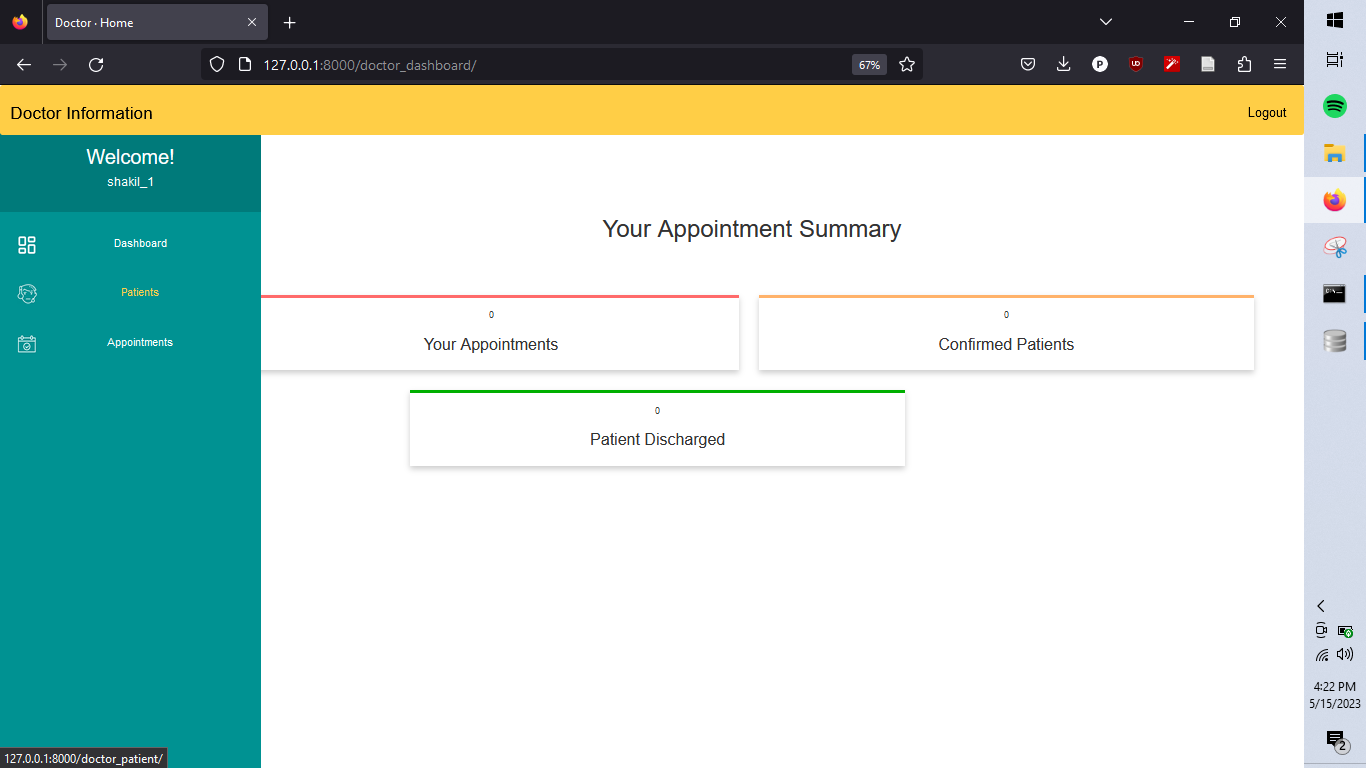 Doctor · Home
127.0.0.1:8000/doctor_dashboard/
67%
P
UD
Doctor Information
Logout
Welcome!
shakil_1
Dashboard
Patients
Appointments
Your Appointment Summary
0
Your Appointments
0
Confirmed Patients
0
Patient Discharged
127.0.0.1:8000/doctor_patient/
4:22 PM
5/15/2023
2